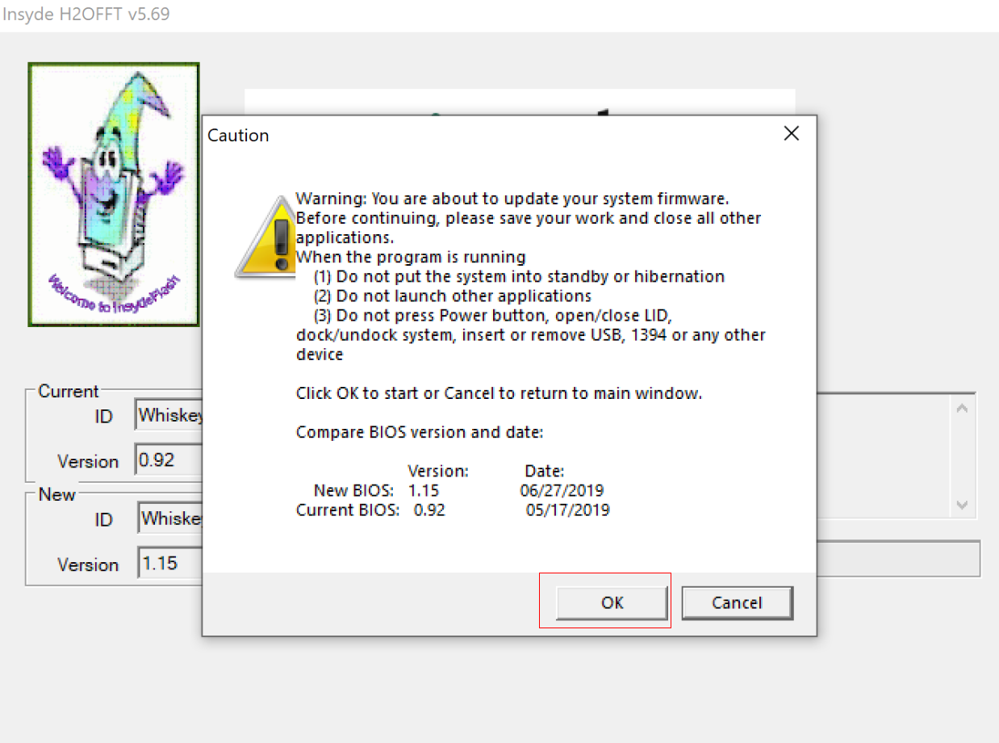 Insyde H2OFFT v5.69
Welcome to InsydeFlash
Caution
Warning: You are about to update your system firmware.
Before continuing, please save your work and close all other
applications.
When the program is running
(1) Do not put the system into standby or hibernation
(2) Do not launch other applications
(3) Do not press Power button, open/close LID,
dock/undock system, insert or remove USB, 1394 or any other
device
Click OK to start or Cancel to return to main window.
Compare BIOS version and date:
Version: Date:
New BIOS: 1.15 06/27/2019
Current BIOS: 0.92 05/17/2019
OK Cancel
Current
ID Whiskey
Version 0.92
New
ID Whiske
Version 1.15